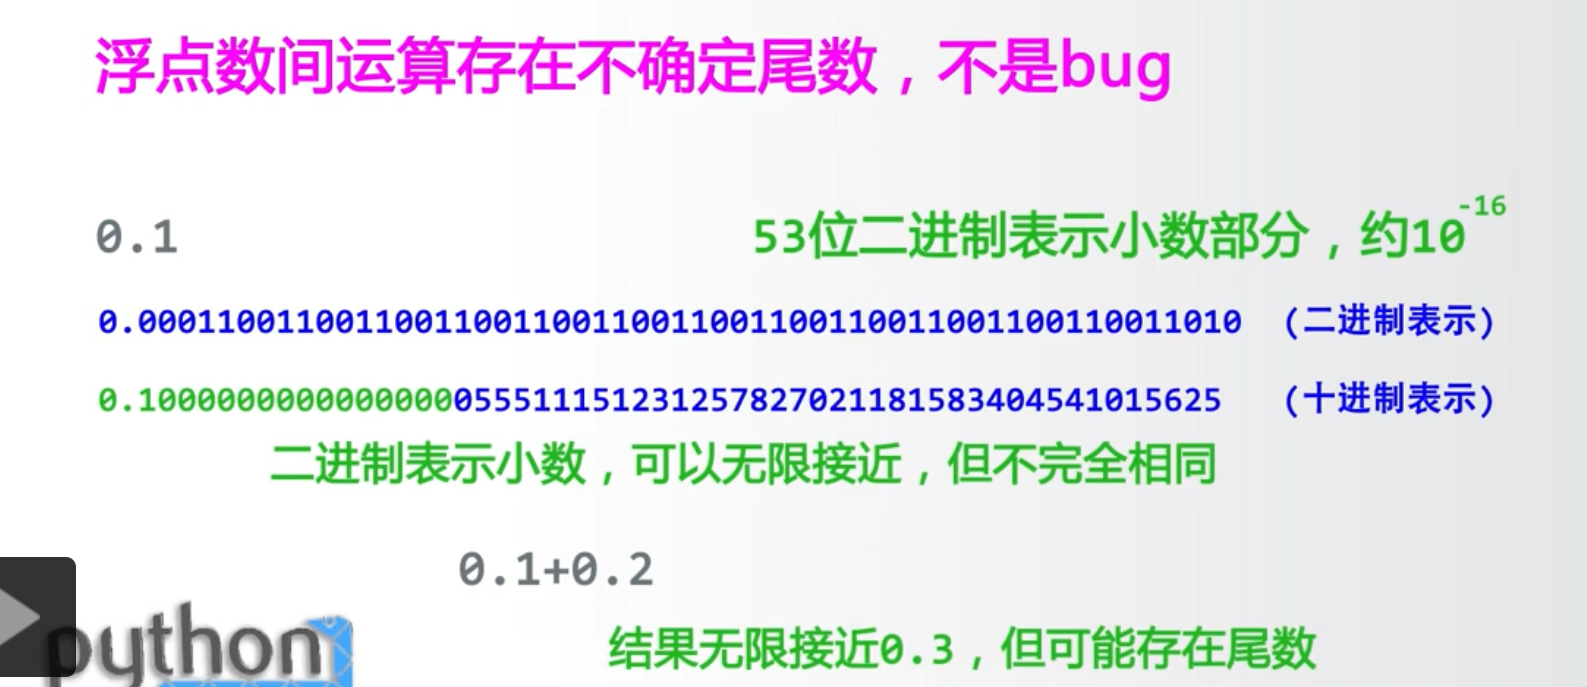 浮点数间运算存在不确定尾数，不是bug
0.1
53位二进制表示小数部分，约10-16
0.00011001100110011001100110011001100110011001100110011010 (二进制表示)
0.1000000000000000055511151231257827021181583404541015625 (十进制表示)
二进制表示小数，可以无限接近，但不完全相同
0.1+0.2
结果无限接近0.3，但可能存在尾数
python